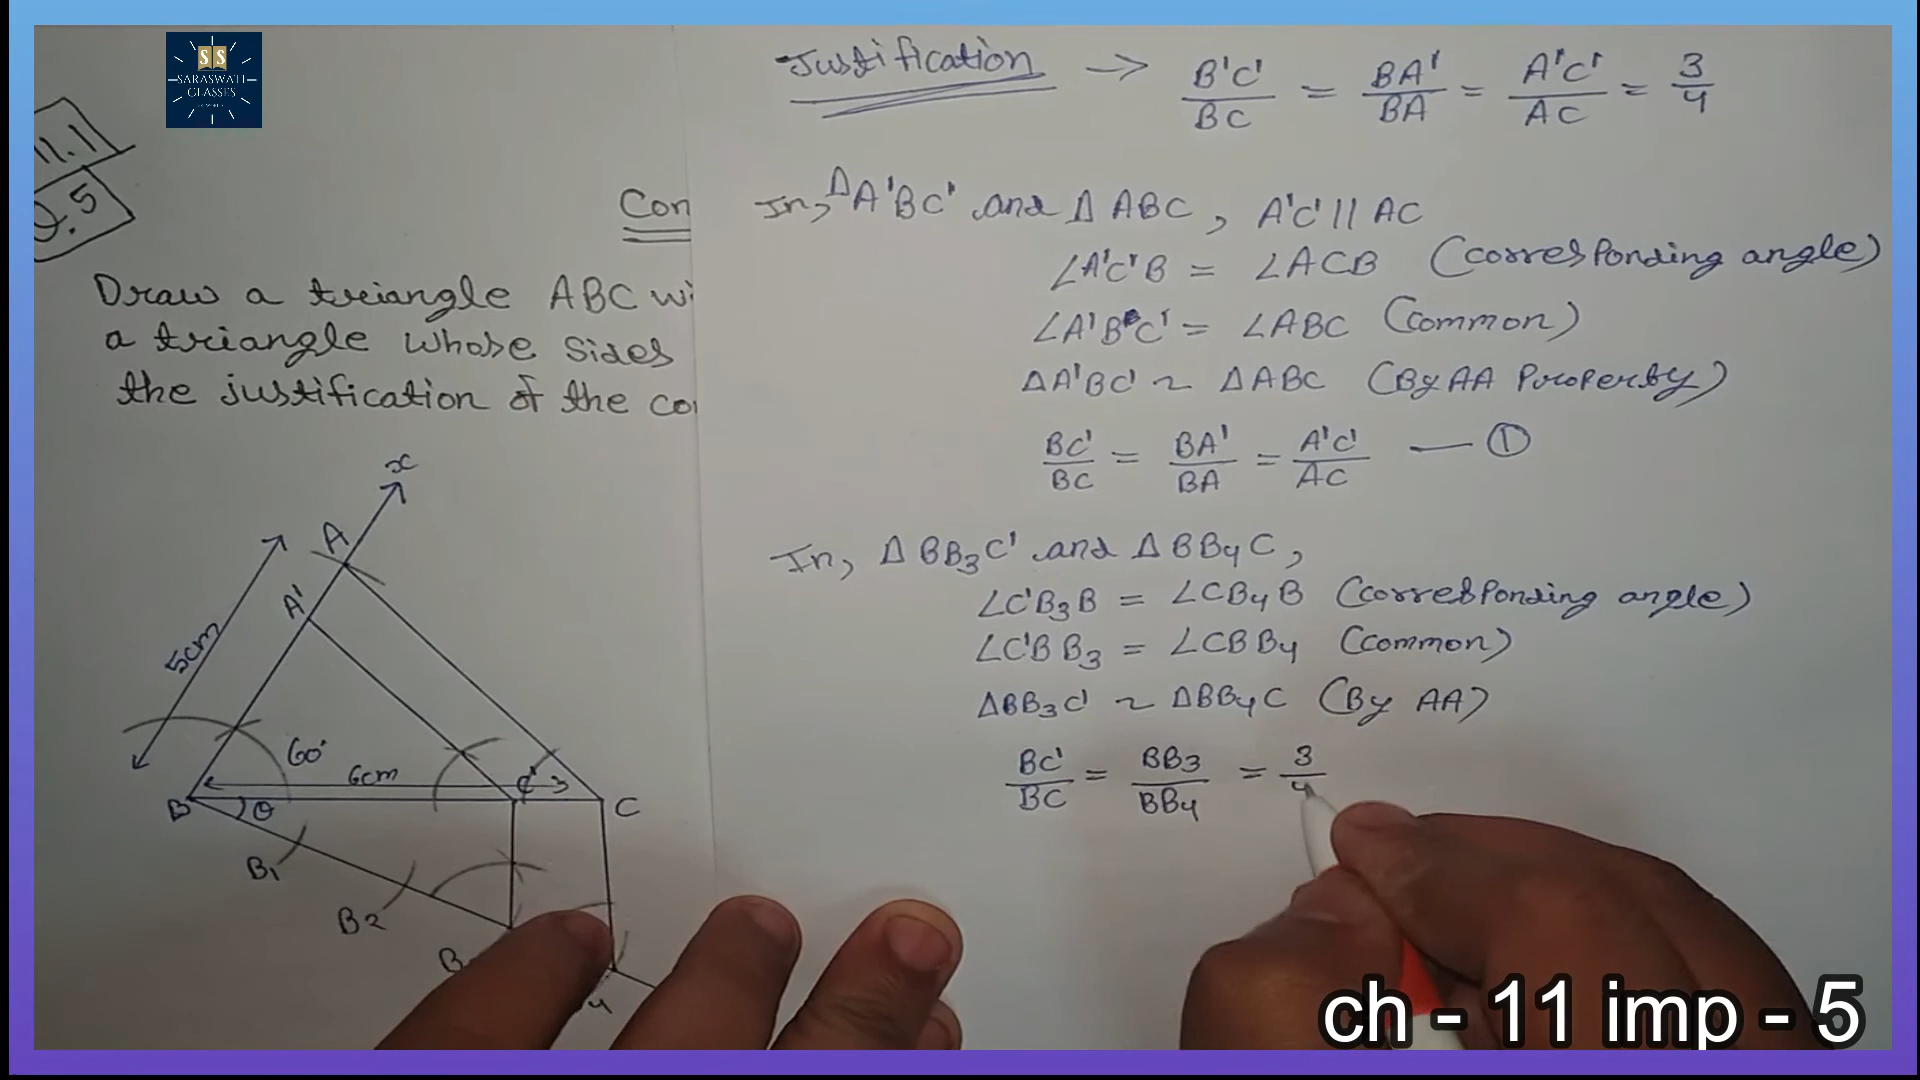 S S
SARASWATI
CLASSES
11.1
Q.5
Con
Draw a triangle ABC wi
a triangle whose sides
the justification of the co
x
A
A'
5cm
60°
6cm
B
θ
C'
C
B1
B2
B
4
Justification → B'C'/BC = BA'/BA = A'C'/AC = 3/4
In, ΔA'BC' and ΔABC, A'C' // AC
∠A'C'B = ∠ACB (corresponding angle)
∠A'BC' = ∠ABC (common)
ΔA'BC' ~ ΔABC (By AA Property)
BC'/BC = BA'/BA = A'C'/AC — ①
In, ΔBB3C' and ΔBB4C,
∠C'B3B = ∠CB4B (corresponding angle)
∠C'BB3 = ∠CBB4 (common)
ΔBB3C' ~ ΔBB4C (By AA)
BC'/BC = BB3/BB4 = 3/4
ch - 11 imp - 5